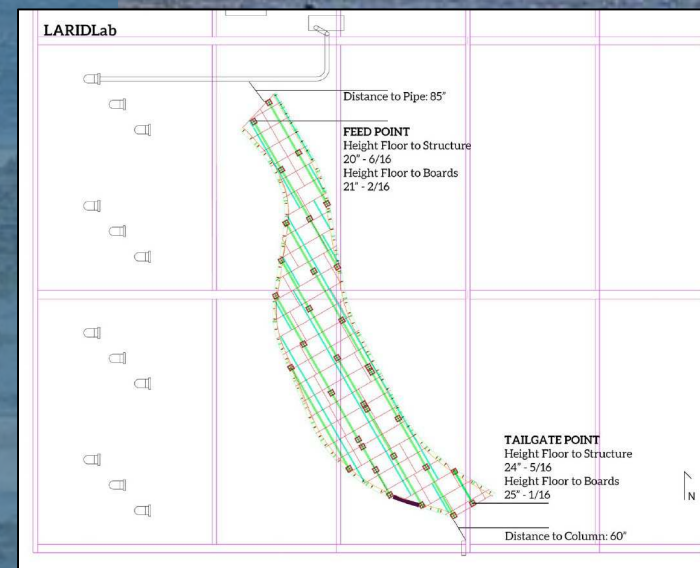 LARIDLab
Distance to Pipe: 85"
FEED POINT
Height Floor to Structure
20" - 6/16
Height Floor to Boards
21" - 2/16
TAILGATE POINT
Height Floor to Structure
24" - 5/16
Height Floor to Boards
25" - 1/16
N
Distance to Column: 60"